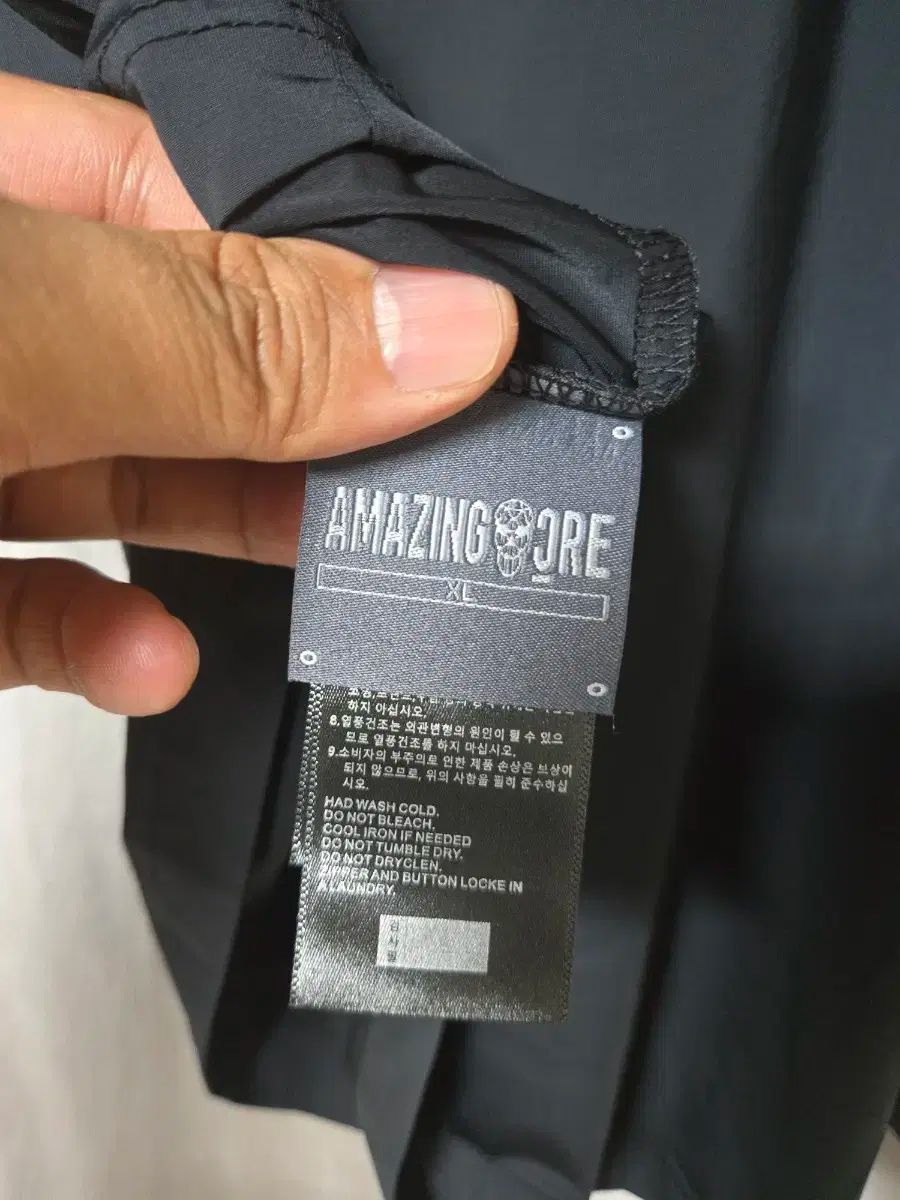 AMAZING CRE
XL
하지 마십시오.
8.열풍건조는 외관변형의 원인이 될 수 있으
므로 열풍건조를 하지 마십시오.
9.소비자의 부주의로 인한 제품 손상은 보상이
되지 않으므로, 위의 사항을 필히 준수하십
시오.
HAD WASH COLD.
DO NOT BLEACH.
COOL IRON IF NEEDED
DO NOT TUMBLE DRY.
DO NOT DRYCLEN.
ZIPPER AND BUTTON LOCKE IN
A LAUNDRY.